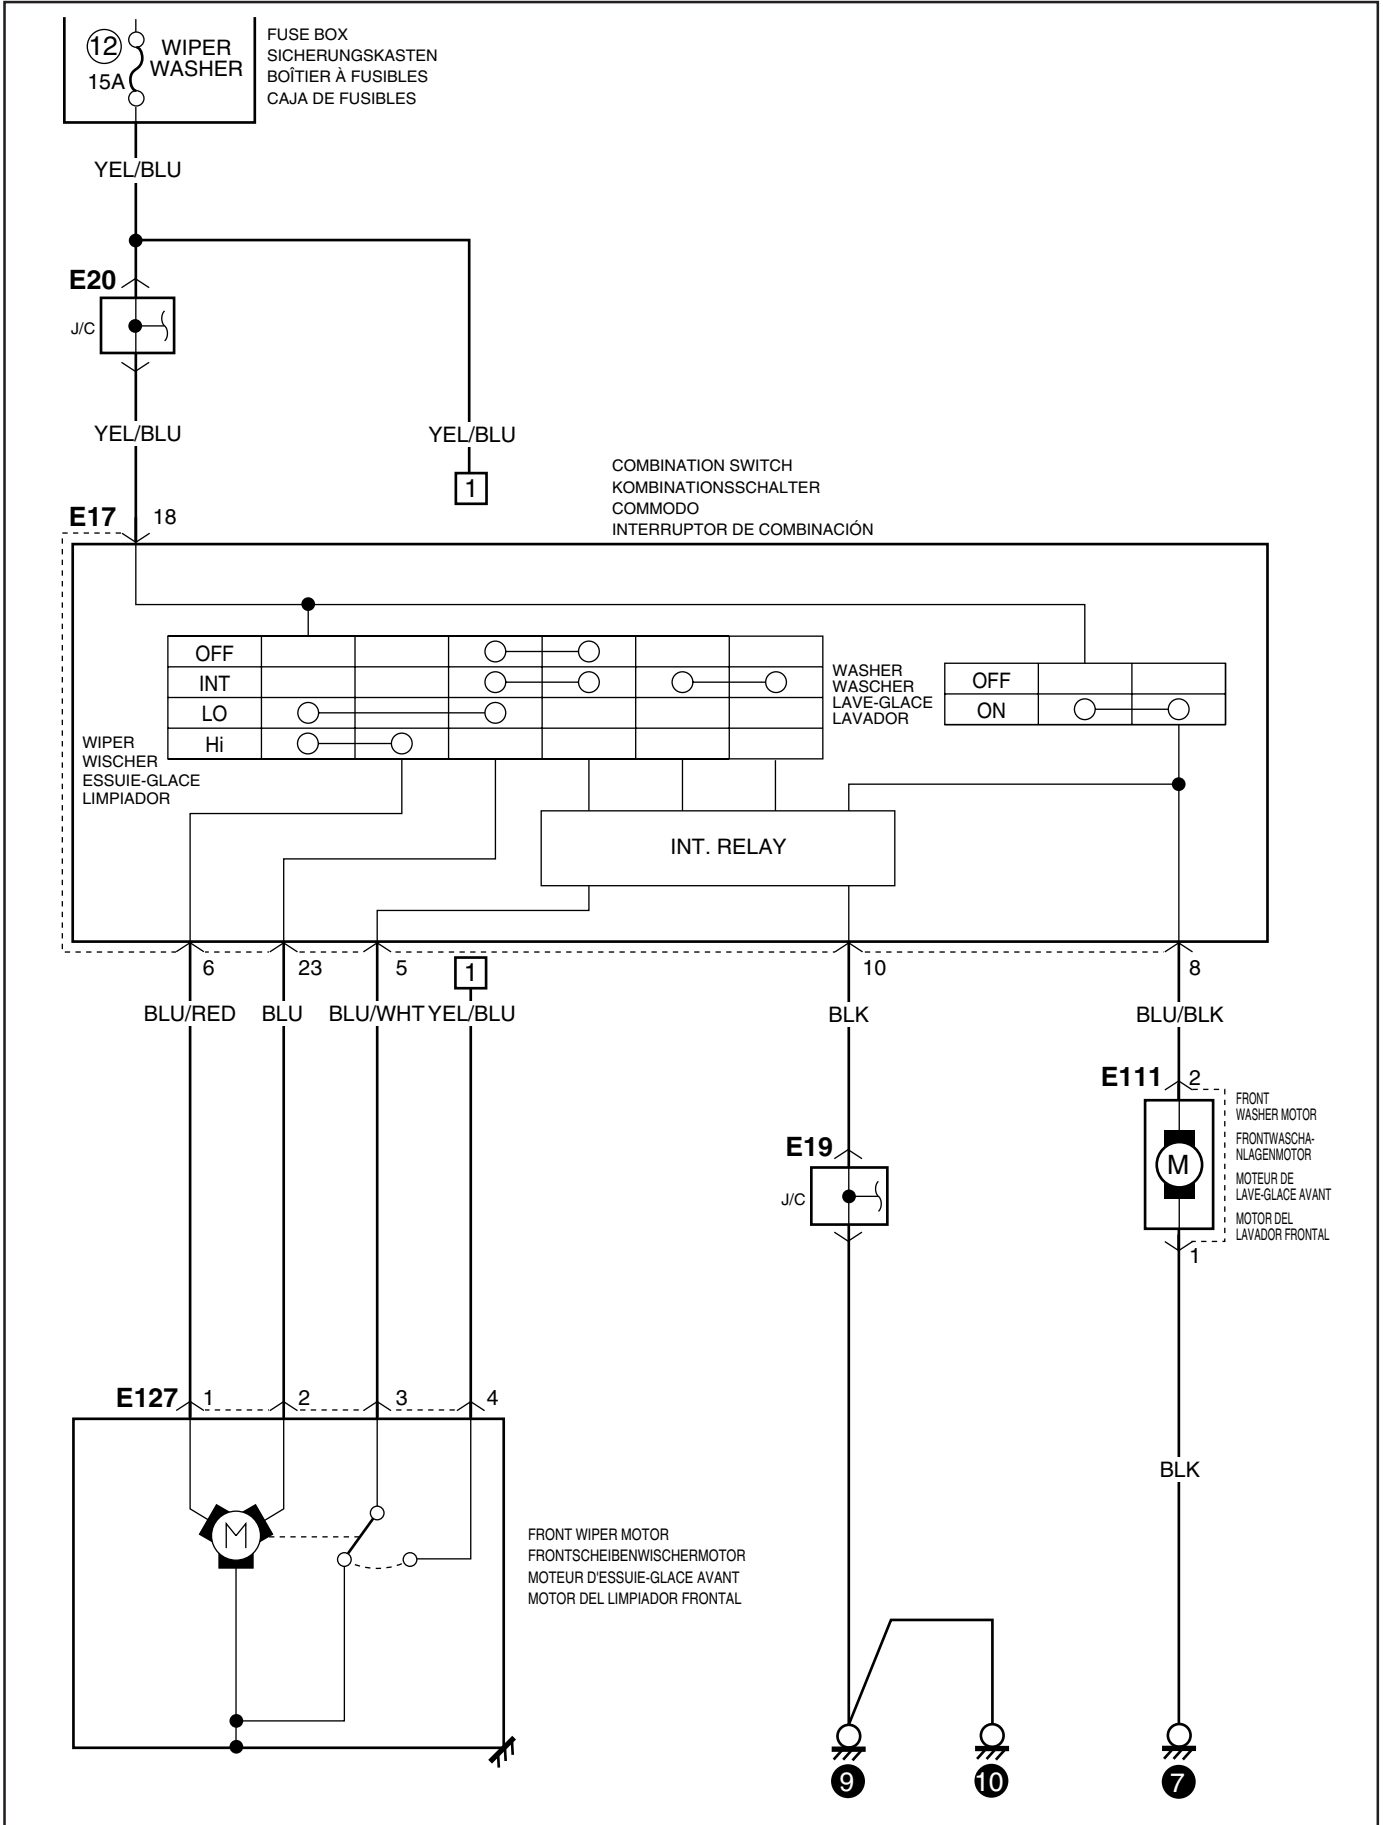 12
15A
WIPER
WASHER
FUSE BOX
SICHERUNGSKASTEN
BOÎTIER À FUSIBLES
CAJA DE FUSIBLES
YEL/BLU
E20
J/C
YEL/BLU
YEL/BLU
1
COMBINATION SWITCH
KOMBINATIONSSCHALTER
COMMODO
INTERRUPTOR DE COMBINACIÓN
E17 18
OFF
INT
LO
Hi
WIPER
WISCHER
ESSUIE-GLACE
LIMPIADOR
WASHER
WASCHER
LAVE-GLACE
LAVADOR
OFF
ON
INT. RELAY
6 23 5 1 10 8
BLU/RED BLU BLU/WHT YEL/BLU BLK BLU/BLK
E111 2
M
1
FRONT
WASHER MOTOR
FRONTWASCHA-
NLAGENMOTOR
MOTEUR DE
LAVE-GLACE AVANT
MOTOR DEL
LAVADOR FRONTAL
E19
J/C
E127 1 2 3 4
BLK
M
FRONT WIPER MOTOR
FRONTSCHEIBENWISCHERMOTOR
MOTEUR D'ESSUIE-GLACE AVANT
MOTOR DEL LIMPIADOR FRONTAL
9 10 7